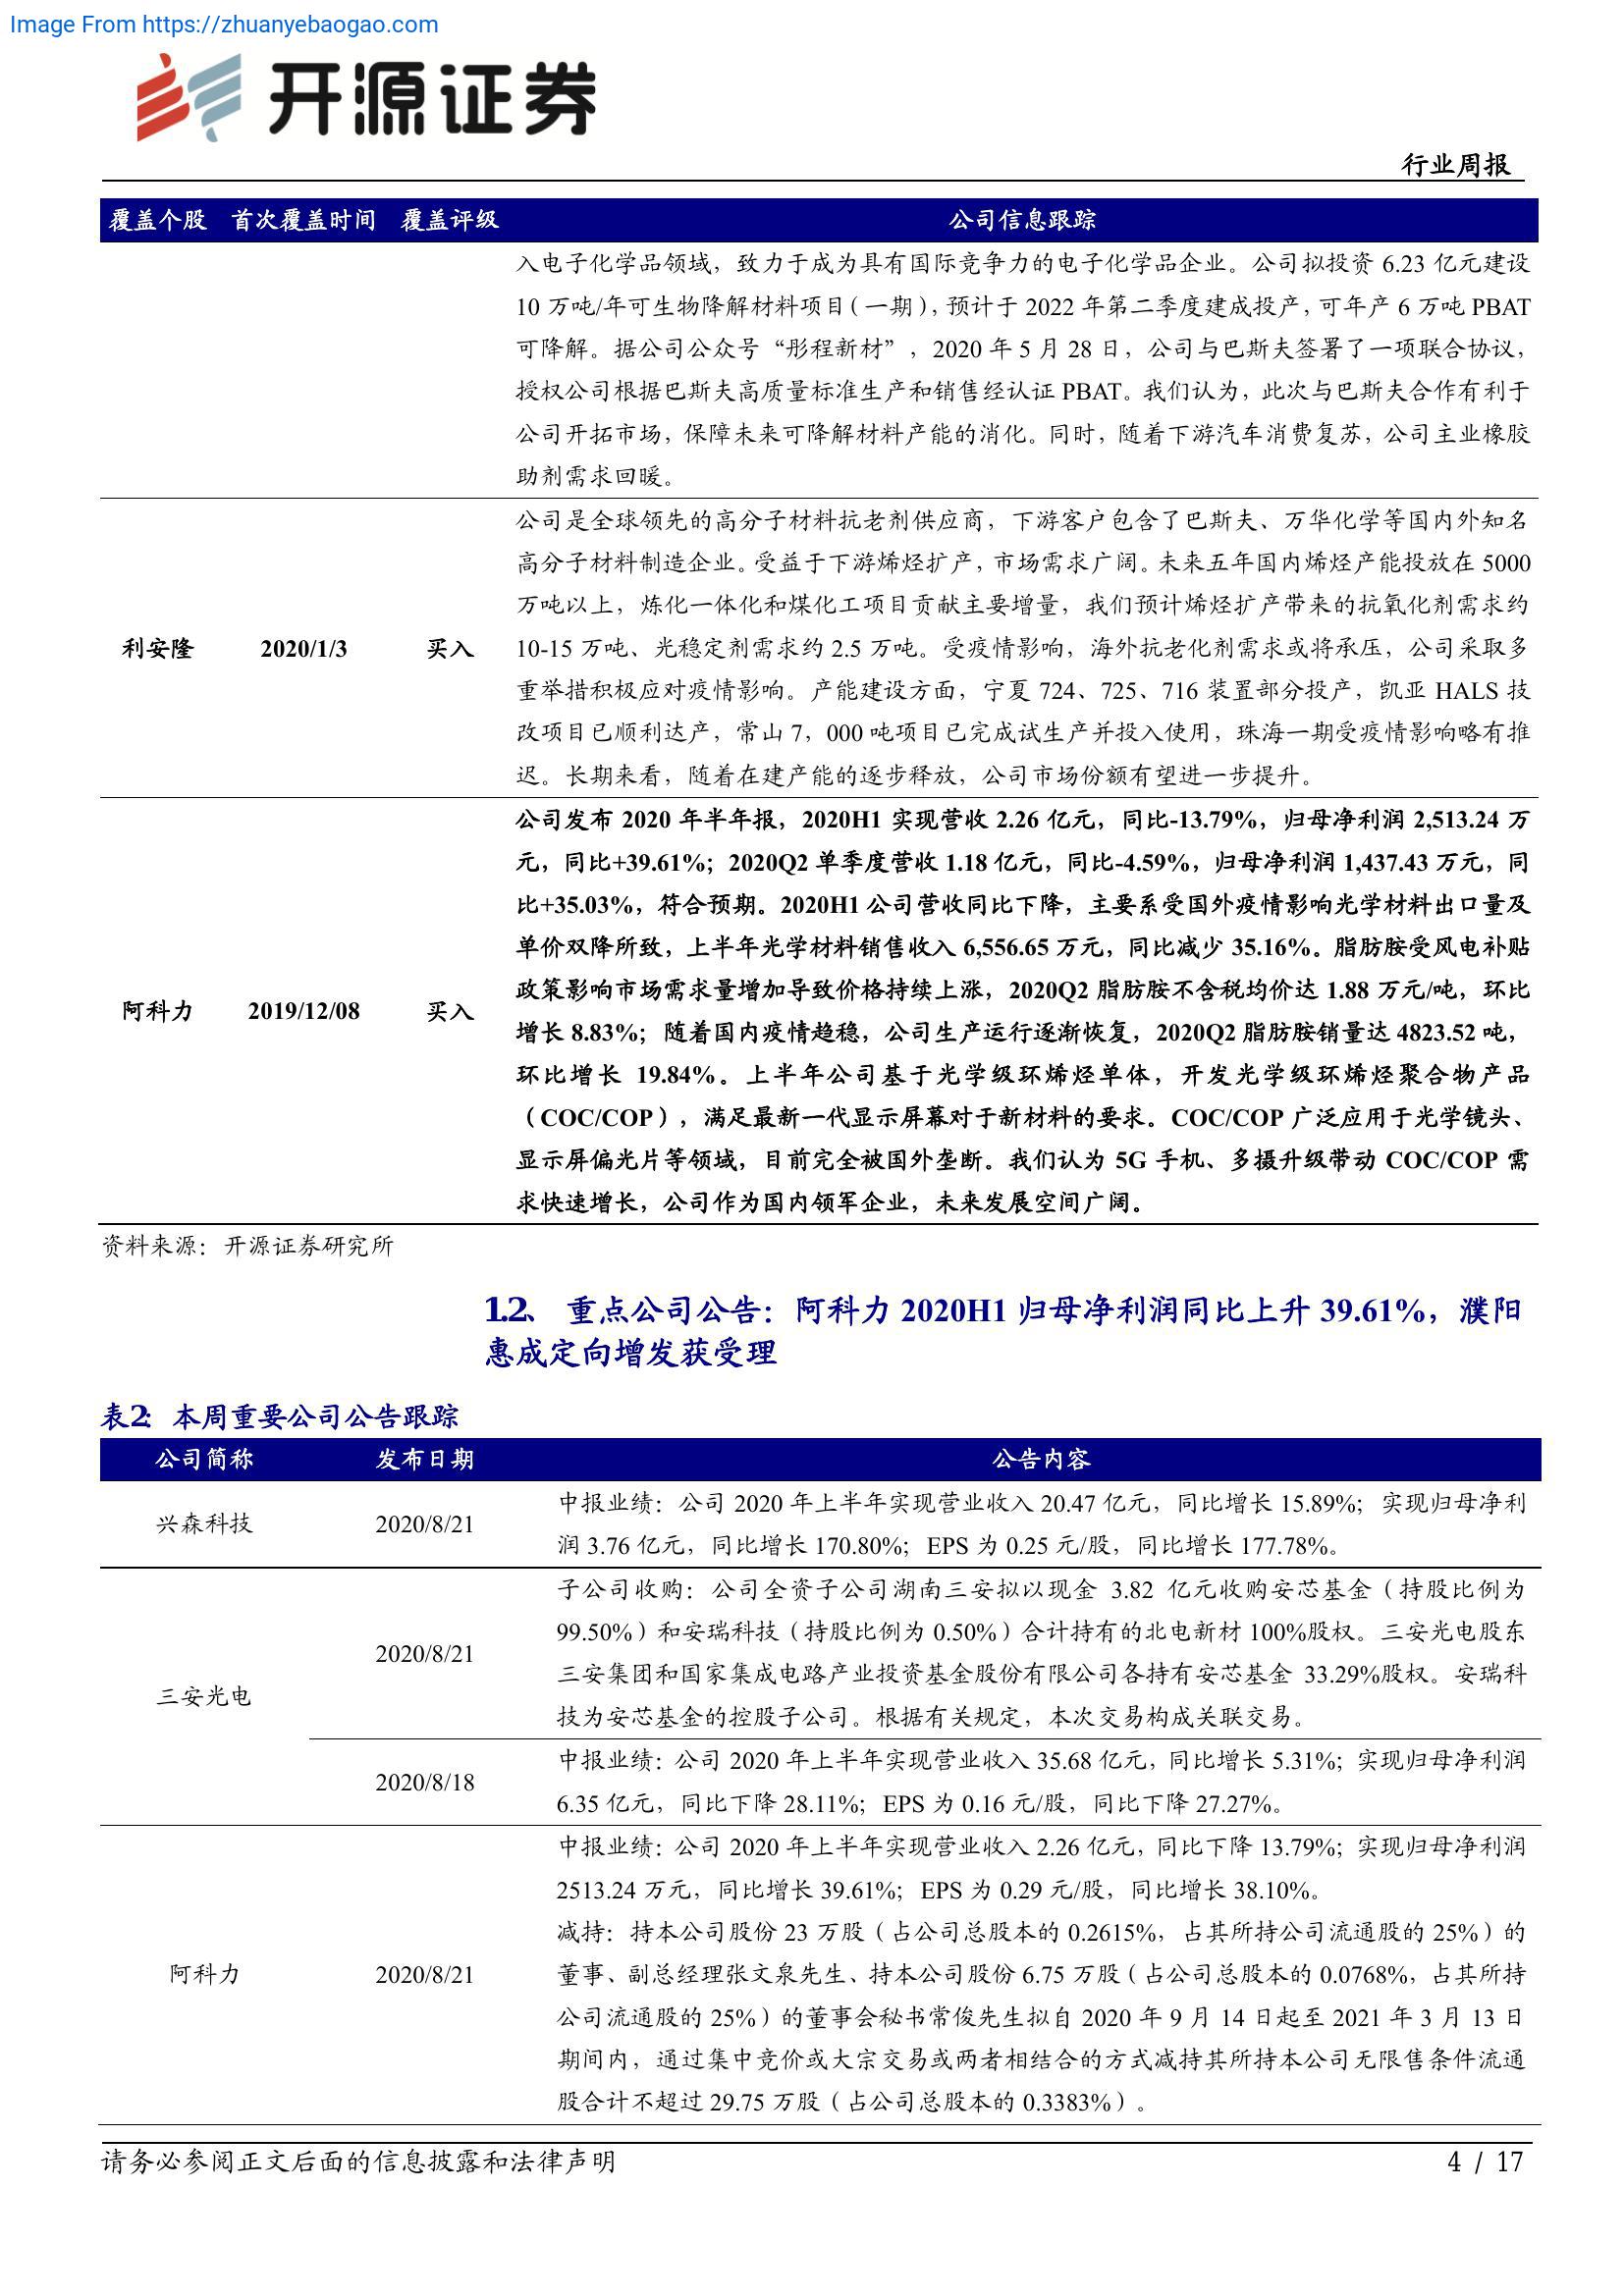 Image From https://zhuanyebaogao.com
开源证券
行业周报
覆盖个股 首次覆盖时间 覆盖评级 公司信息跟踪
入电子化学品领域，致力于成为具有国际竞争力的电子化学品企业。公司拟投资 6.23 亿元建设
10 万吨/年可生物降解材料项目（一期），预计于 2022 年第二季度建成投产，可年产 6 万吨 PBAT
可降解。据公司公众号“彤程新材”，2020 年 5 月 28 日，公司与巴斯夫签署了一项联合协议，
授权公司根据巴斯夫高质量标准生产和销售经认证 PBAT。我们认为，此次与巴斯夫合作有利于
公司开拓市场，保障未来可降解材料产能的消化。同时，随着下游汽车消费复苏，公司主业橡胶
助剂需求回暖。
公司是全球领先的高分子材料抗老剂供应商，下游客户包含了巴斯夫、万华化学等国内外知名
高分子材料制造企业。受益于下游烯烃扩产，市场需求广阔。未来五年国内烯烃产能投放在 5000
万吨以上，炼化一体化和煤化工项目贡献主要增量，我们预计烯烃扩产带来的抗氧化剂需求约
利安隆 2020/1/3 买入 10-15 万吨、光稳定剂需求约 2.5 万吨。受疫情影响，海外抗老化剂需求或将承压，公司采取多
重举措积极应对疫情影响。产能建设方面，宁夏 724、725、716 装置部分投产，凯亚 HALS 技
改项目已顺利达产，常山 7，000 吨项目已完成试生产并投入使用，珠海一期受疫情影响略有推
迟。长期来看，随着在建产能的逐步释放，公司市场份额有望进一步提升。
公司发布 2020 年半年报，2020H1 实现营收 2.26 亿元，同比-13.79%，归母净利润 2,513.24 万
元，同比+39.61%；2020Q2 单季度营收 1.18 亿元，同比-4.59%，归母净利润 1,437.43 万元，同
比+35.03%，符合预期。2020H1 公司营收同比下降，主要系受国外疫情影响光学材料出口量及
单价双降所致，上半年光学材料销售收入 6,556.65 万元，同比减少 35.16%。脂肪胺受风电补贴
政策影响市场需求量增加导致价格持续上涨，2020Q2 脂肪胺不含税均价达 1.88 万元/吨，环比
阿科力 2019/12/08 买入 增长 8.83%；随着国内疫情趋稳，公司生产运行逐渐恢复，2020Q2 脂肪胺销量达 4823.52 吨，
环比增长 19.84%。上半年公司基于光学级环烯烃单体，开发光学级环烯烃聚合物产品
（COC/COP），满足最新一代显示屏幕对于新材料的要求。COC/COP 广泛应用于光学镜头、
显示屏偏光片等领域，目前完全被国外垄断。我们认为 5G 手机、多摄升级带动 COC/COP 需
求快速增长，公司作为国内领军企业，未来发展空间广阔。
资料来源：开源证券研究所
1.2、 重点公司公告：阿科力 2020H1 归母净利润同比上升 39.61%，濮阳
惠成定向增发获受理
表2： 本周重要公司公告跟踪
公司简称 发布日期 公告内容
兴森科技 2020/8/21 中报业绩：公司 2020 年上半年实现营业收入 20.47 亿元，同比增长 15.89%；实现归母净利
润 3.76 亿元，同比增长 170.80%；EPS 为 0.25 元/股，同比增长 177.78%。
三安光电 2020/8/21 子公司收购：公司全资子公司湖南三安拟以现金 3.82 亿元收购安芯基金（持股比例为
99.50%）和安瑞科技（持股比例为 0.50%）合计持有的北电新材 100%股权。三安光电股东
三安集团和国家集成电路产业投资基金股份有限公司各持有安芯基金 33.29%股权。安瑞科
技为安芯基金的控股子公司。根据有关规定，本次交易构成关联交易。
2020/8/18 中报业绩：公司 2020 年上半年实现营业收入 35.68 亿元，同比增长 5.31%；实现归母净利润
6.35 亿元，同比下降 28.11%；EPS 为 0.16 元/股，同比下降 27.27%。
中报业绩：公司 2020 年上半年实现营业收入 2.26 亿元，同比下降 13.79%；实现归母净利润
2513.24 万元，同比增长 39.61%；EPS 为 0.29 元/股，同比增长 38.10%。
减持：持本公司股份 23 万股（占公司总股本的 0.2615%，占其所持公司流通股的 25%）的
阿科力 2020/8/21 董事、副总经理张文泉先生、持本公司股份 6.75 万股（占公司总股本的 0.0768%，占其所持
公司流通股的 25%）的董事会秘书常俊先生拟自 2020 年 9 月 14 日起至 2021 年 3 月 13 日
期间内，通过集中竞价或大宗交易或两者相结合的方式减持其所持本公司无限售条件流通
股合计不超过 29.75 万股（占公司总股本的 0.3383%）。
请务必参阅正文后面的信息披露和法律声明 4 / 17